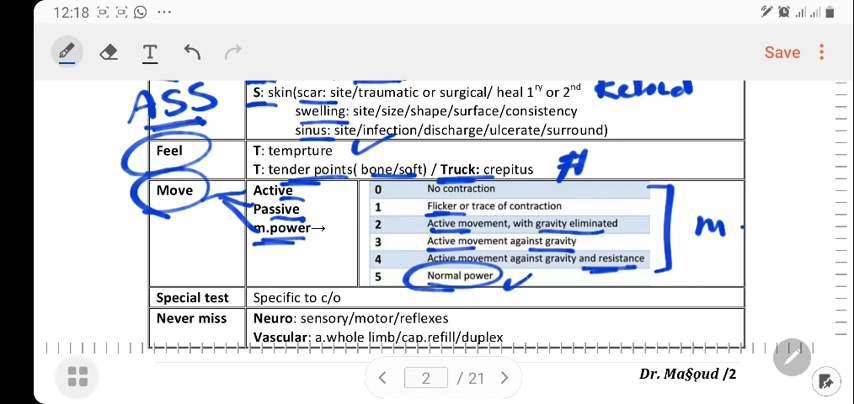 12:18
T
Save
S: skin(scar: site/traumatic or surgical/ heal 1ʳʸ or 2ⁿᵈ Keloid
ASS
swelling: site/size/shape/surface/consistency
sinus: site/infection/discharge/ulcerate/surround)
Feel
T: temprture
T: tender points( bone/soft) / Truck: crepitus #
Move
Active
Passive
m.power→
0 No contraction
1 Flicker or trace of contraction
2 Active movement, with gravity eliminated
3 Active movement against gravity
4 Active movement against gravity and resistance
5 Normal power
m.
Special test Specific to c/o
Never miss Neuro: sensory/motor/reflexes
Vascular: a.whole limb/cap.refill/duplex
2 / 21
Dr. Ma§oud /2